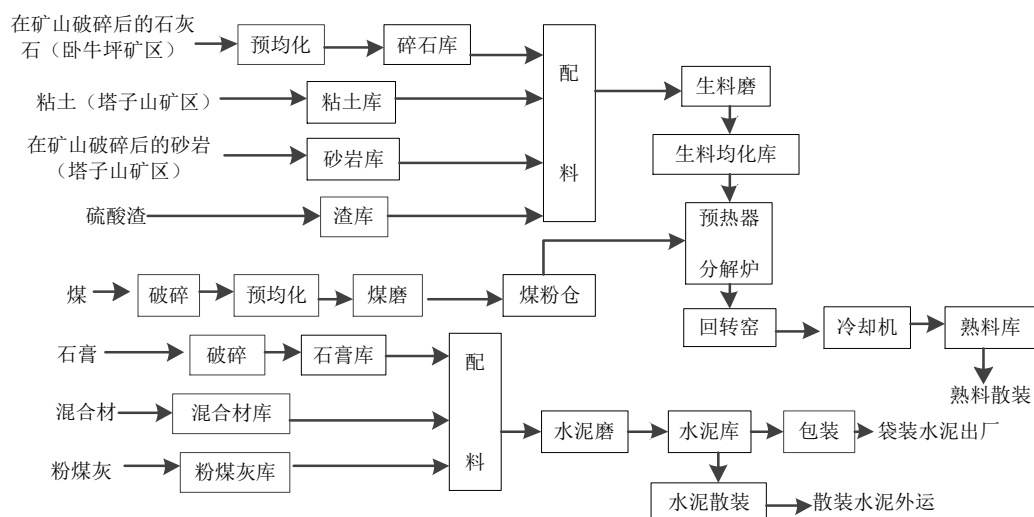 在矿山破碎后的石灰
石（卧牛坪矿区）
预均化
碎石库
粘土（塔子山矿区）
粘土库
在矿山破碎后的砂岩
（塔子山矿区）
砂岩库
硫酸渣
渣库
配
料
生料磨
生料均化库
预热器
分解炉
煤
破碎
预均化
煤磨
煤粉仓
回转窑
冷却机
熟料库
熟料散装
石膏
破碎
石膏库
混合材
混合材库
粉煤灰
粉煤灰库
配
料
水泥磨
水泥库
包装
袋装水泥出厂
水泥散装
散装水泥外运